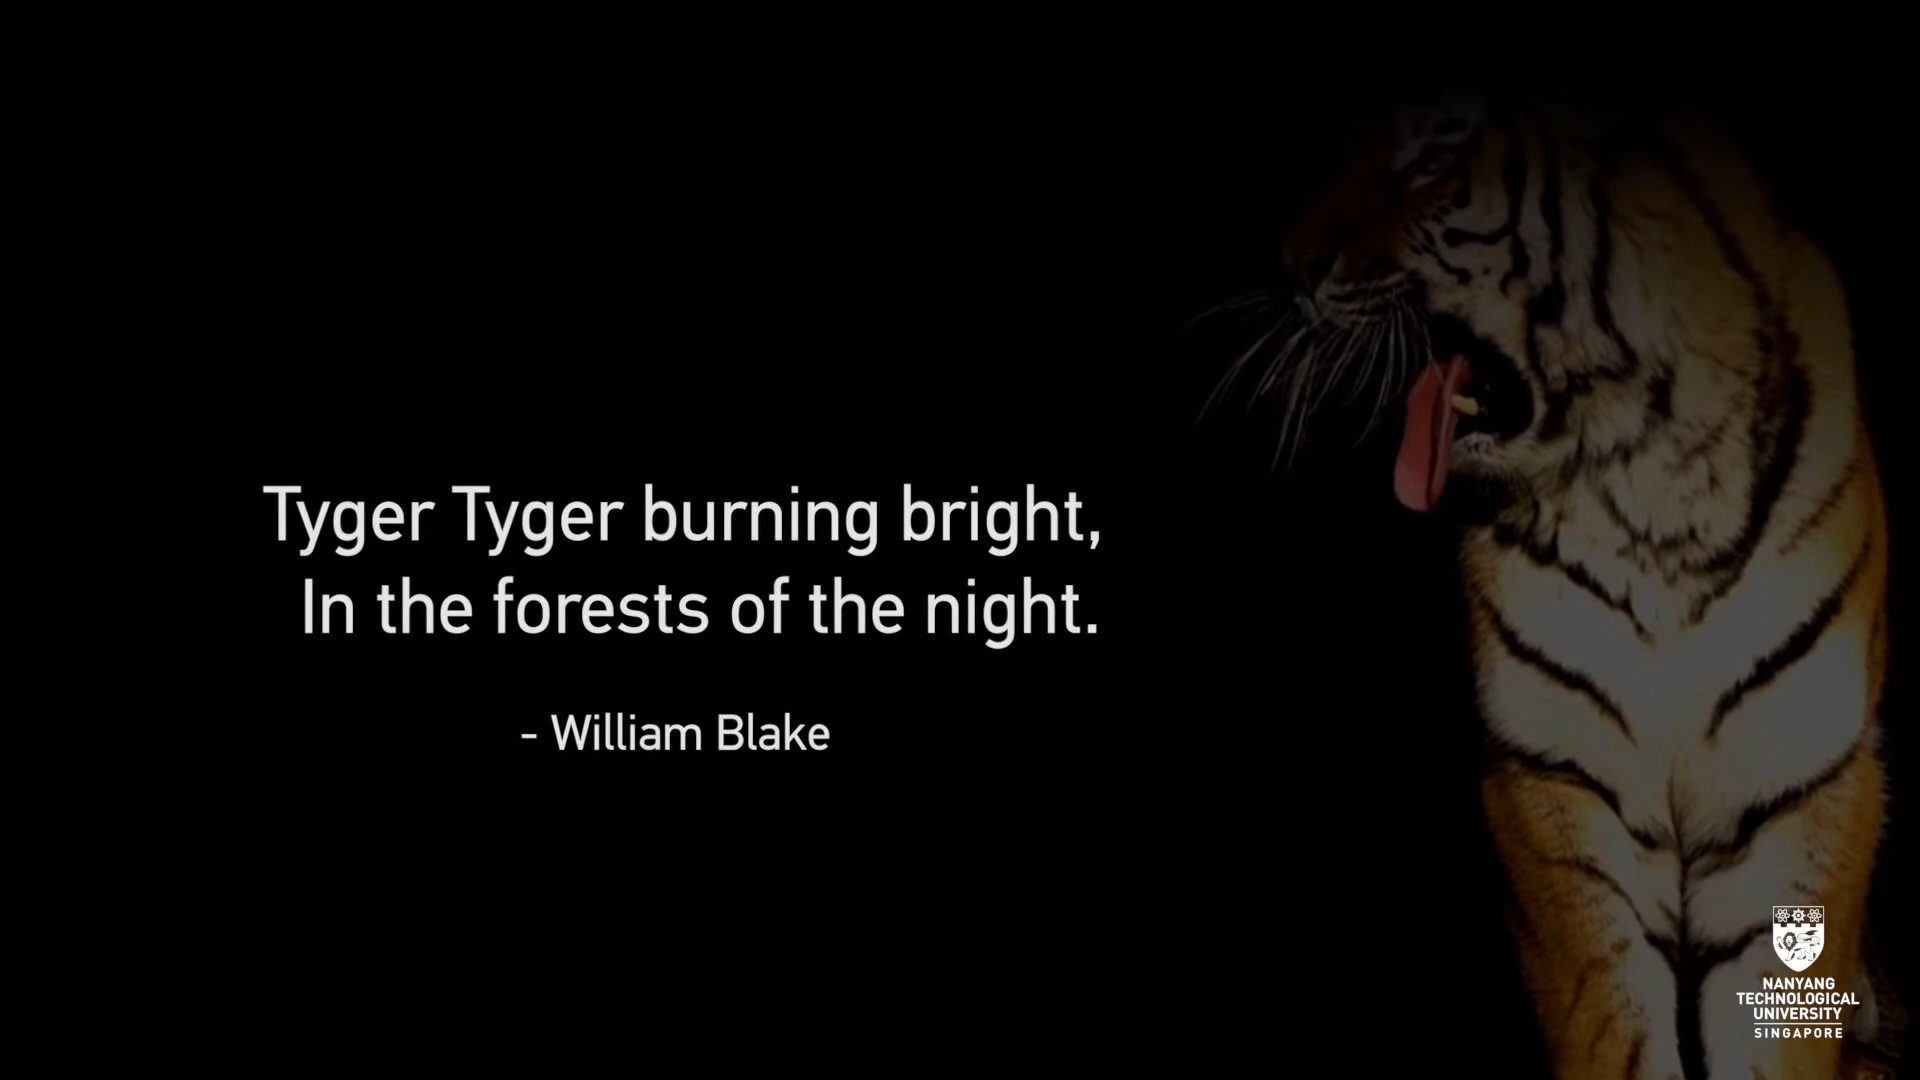 Tyger Tyger burning bright,
In the forests of the night.
- William Blake
NANYANG
TECHNOLOGICAL
UNIVERSITY
SINGAPORE